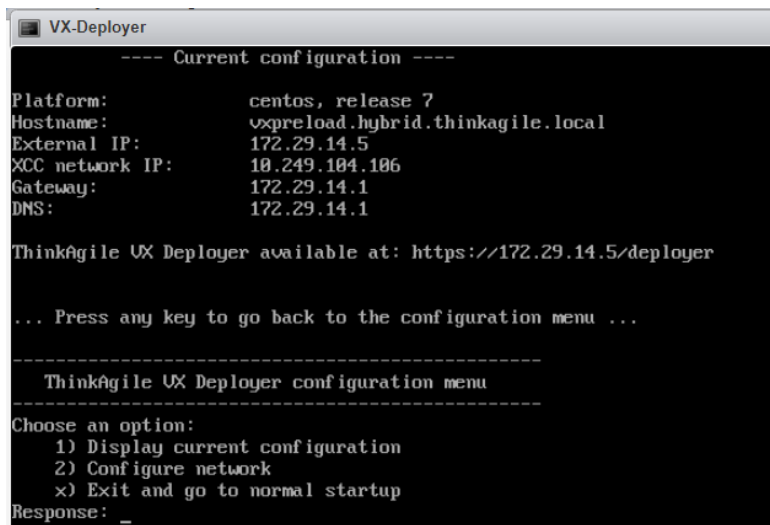 VX-Deployer
---- Current configuration ----
Platform: centos, release 7
Hostname: vxpreload.hybrid.thinkagile.local
External IP: 172.29.14.5
XCC network IP: 10.249.104.106
Gateway: 172.29.14.1
DNS: 172.29.14.1
ThinkAgile VX Deployer available at: https://172.29.14.5/deployer
... Press any key to go back to the configuration menu ...
------------------------------------------------
ThinkAgile VX Deployer configuration menu
------------------------------------------------
Choose an option:
1) Display current configuration
2) Configure network
x) Exit and go to normal startup
Response: _